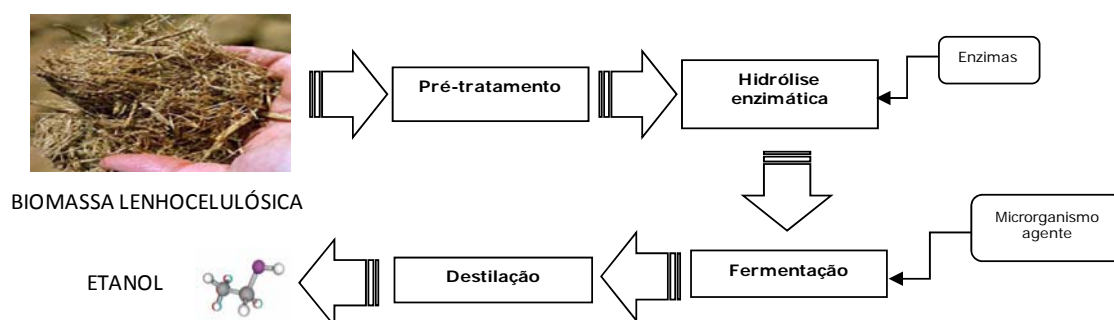 Pré-tratamento
Hidrólise
enzimática
Enzimas
BIOMASSA LENHOCELULÓSICA
Microrganismo
agente
ETANOL
Destilação
Fermentação